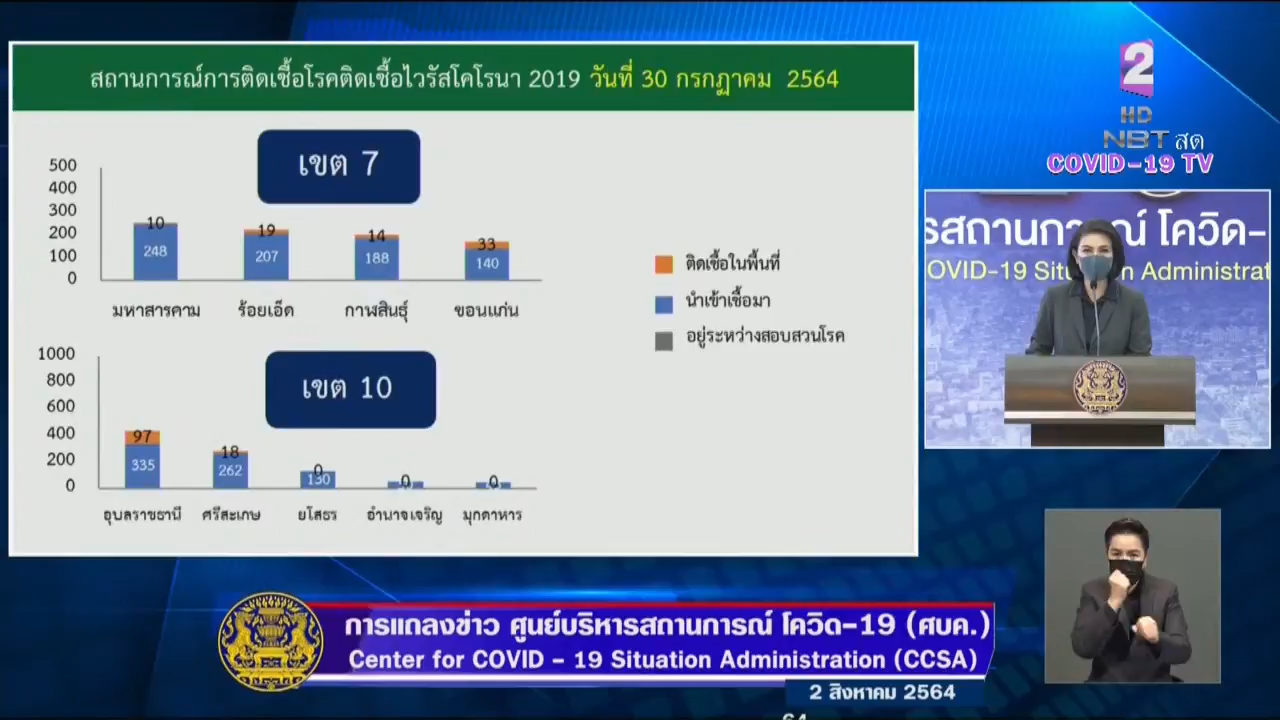 สถานการณ์การติดเชื้อโรคติดเชื้อไวรัสโคโรนา 2019 วันที่ 30 กรกฎาคม 2564
เขต 7
500
400
300
200
100
0
10
19
14
33
248
207
188
140
มหาสารคาม ร้อยเอ็ด กาฬสินธุ์ ขอนแก่น
ติดเชื้อในพื้นที่
นำเข้าเชื้อมา
อยู่ระหว่างสอบสวนโรค
เขต 10
1000
800
600
400
200
0
97
18
0
0
0
335
262
130
อุบลราชธานี ศรีสะเกษ ยโสธร อำนาจเจริญ มุกดาหาร
2
HD
NBT สด
COVID-19 TV
รสถานการณ์ โควิด-
OVID-19 Situation Administrat
การแถลงข่าว ศูนย์บริหารสถานการณ์ โควิด-19 (ศบค.)
Center for COVID - 19 Situation Administration (CCSA)
2 สิงหาคม 2564